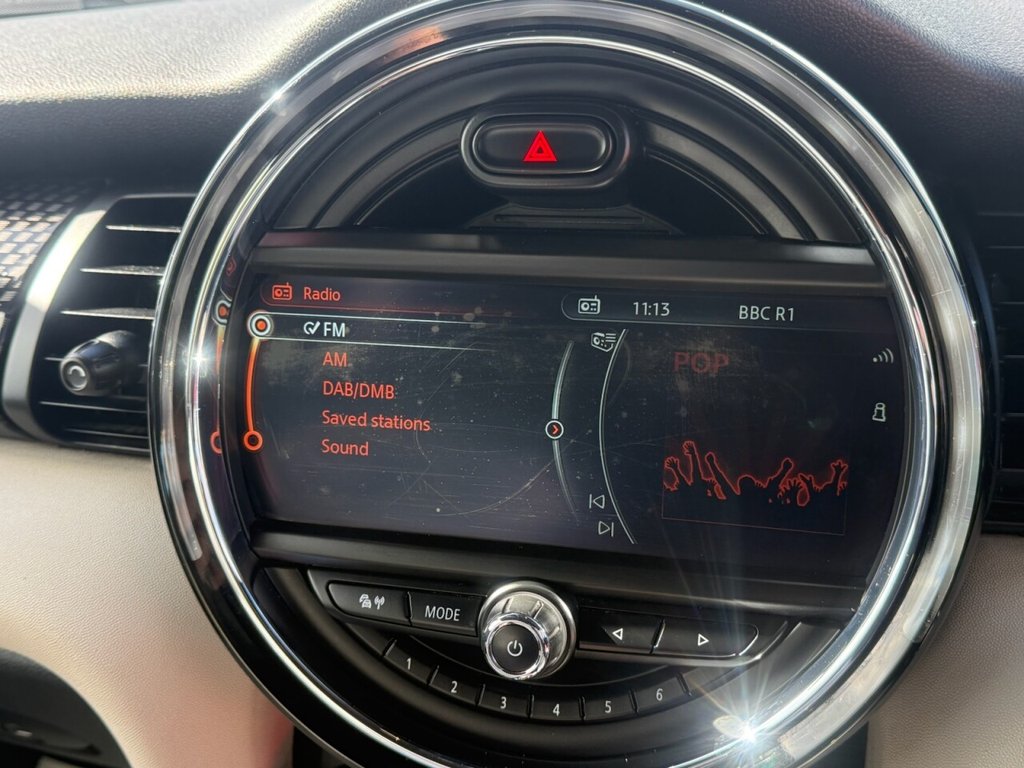 Radio
11:13
BBC R1
FM
AM
DAB/DMB
Saved stations
Sound
POP
MODE
1
2
3
4
5
6